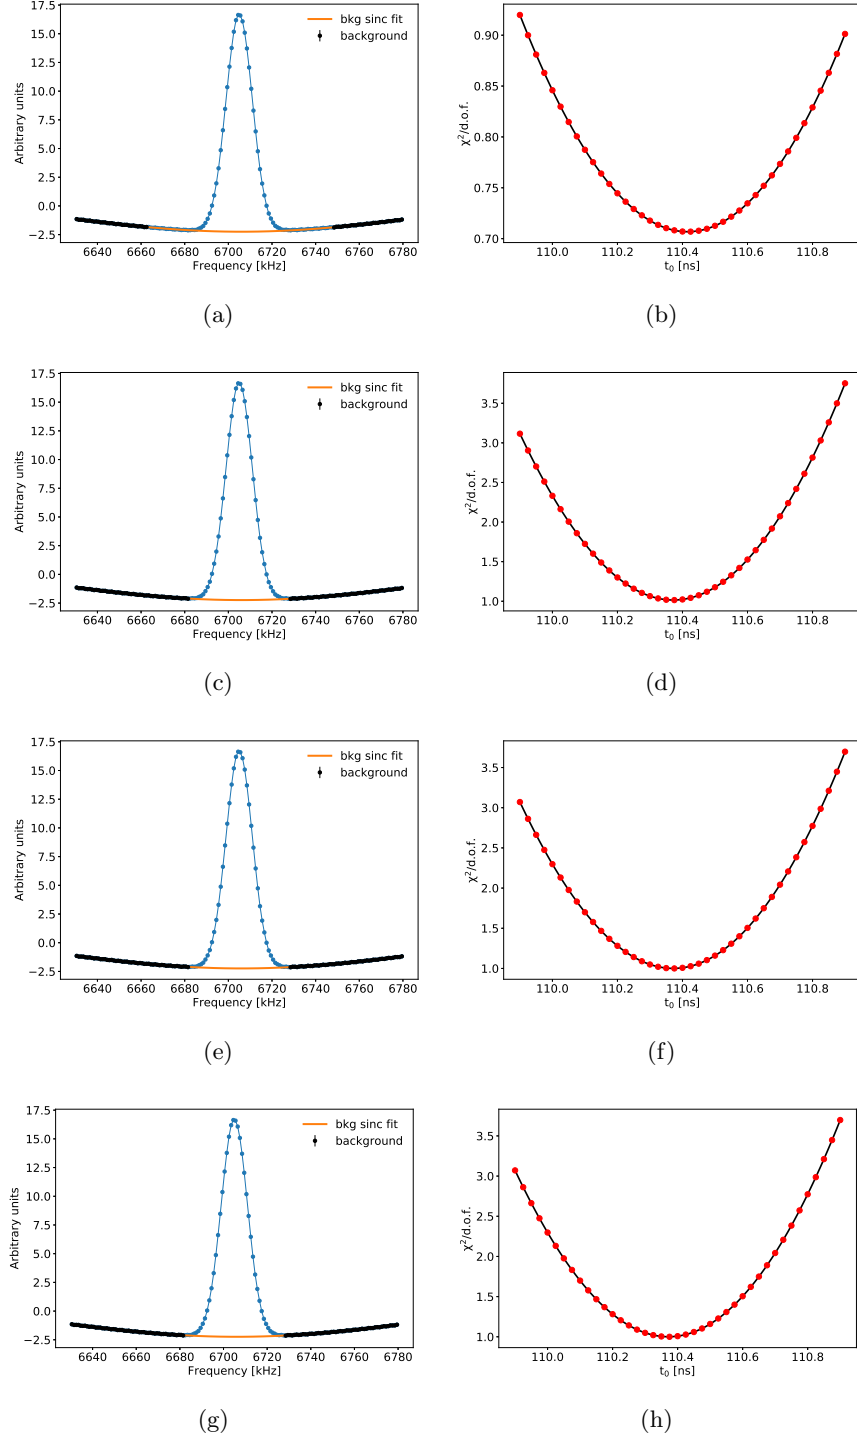 17.5
15.0
12.5
10.0
7.5
5.0
2.5
0.0
−2.5
Arbitrary units
bkg sinc fit
background
6640 6660 6680 6700 6720 6740 6760 6780
Frequency [kHz]
(a)
0.90
0.85
0.80
0.75
0.70
χ²/d.o.f.
110.0 110.2 110.4 110.6 110.8
t₀ [ns]
(b)
17.5
15.0
12.5
10.0
7.5
5.0
2.5
0.0
−2.5
Arbitrary units
bkg sinc fit
background
6640 6660 6680 6700 6720 6740 6760 6780
Frequency [kHz]
(c)
3.5
3.0
2.5
2.0
1.5
1.0
χ²/d.o.f.
110.0 110.2 110.4 110.6 110.8
t₀ [ns]
(d)
17.5
15.0
12.5
10.0
7.5
5.0
2.5
0.0
−2.5
Arbitrary units
bkg sinc fit
background
6640 6660 6680 6700 6720 6740 6760 6780
Frequency [kHz]
(e)
3.5
3.0
2.5
2.0
1.5
1.0
χ²/d.o.f.
110.0 110.2 110.4 110.6 110.8
t₀ [ns]
(f)
17.5
15.0
12.5
10.0
7.5
5.0
2.5
0.0
−2.5
Arbitrary units
bkg sinc fit
background
6640 6660 6680 6700 6720 6740 6760 6780
Frequency [kHz]
(g)
3.5
3.0
2.5
2.0
1.5
1.0
χ²/d.o.f.
110.0 110.2 110.4 110.6 110.8
t₀ [ns]
(h)